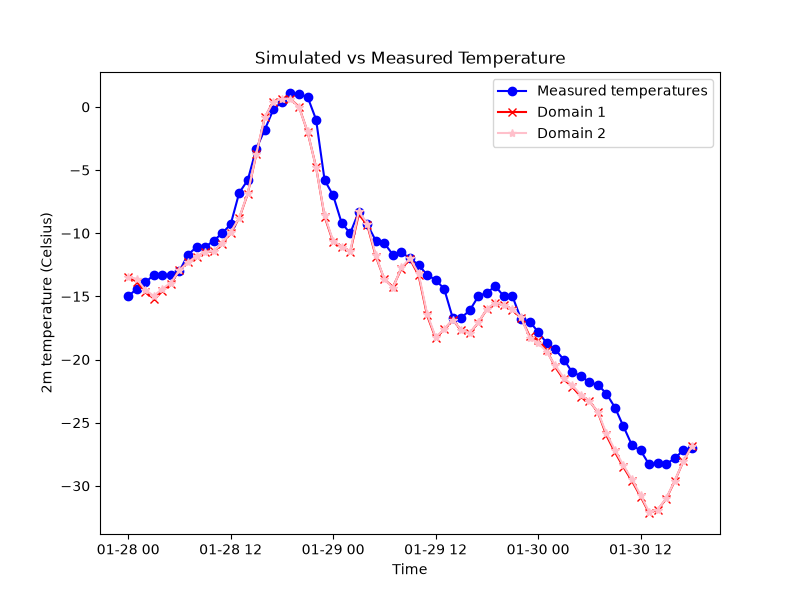 Simulated vs Measured Temperature
Measured temperatures
Domain 1
Domain 2
2m temperature (Celsius)
0
−5
−10
−15
−20
−25
−30
01-28 00
01-28 12
01-29 00
01-29 12
01-30 00
01-30 12
Time